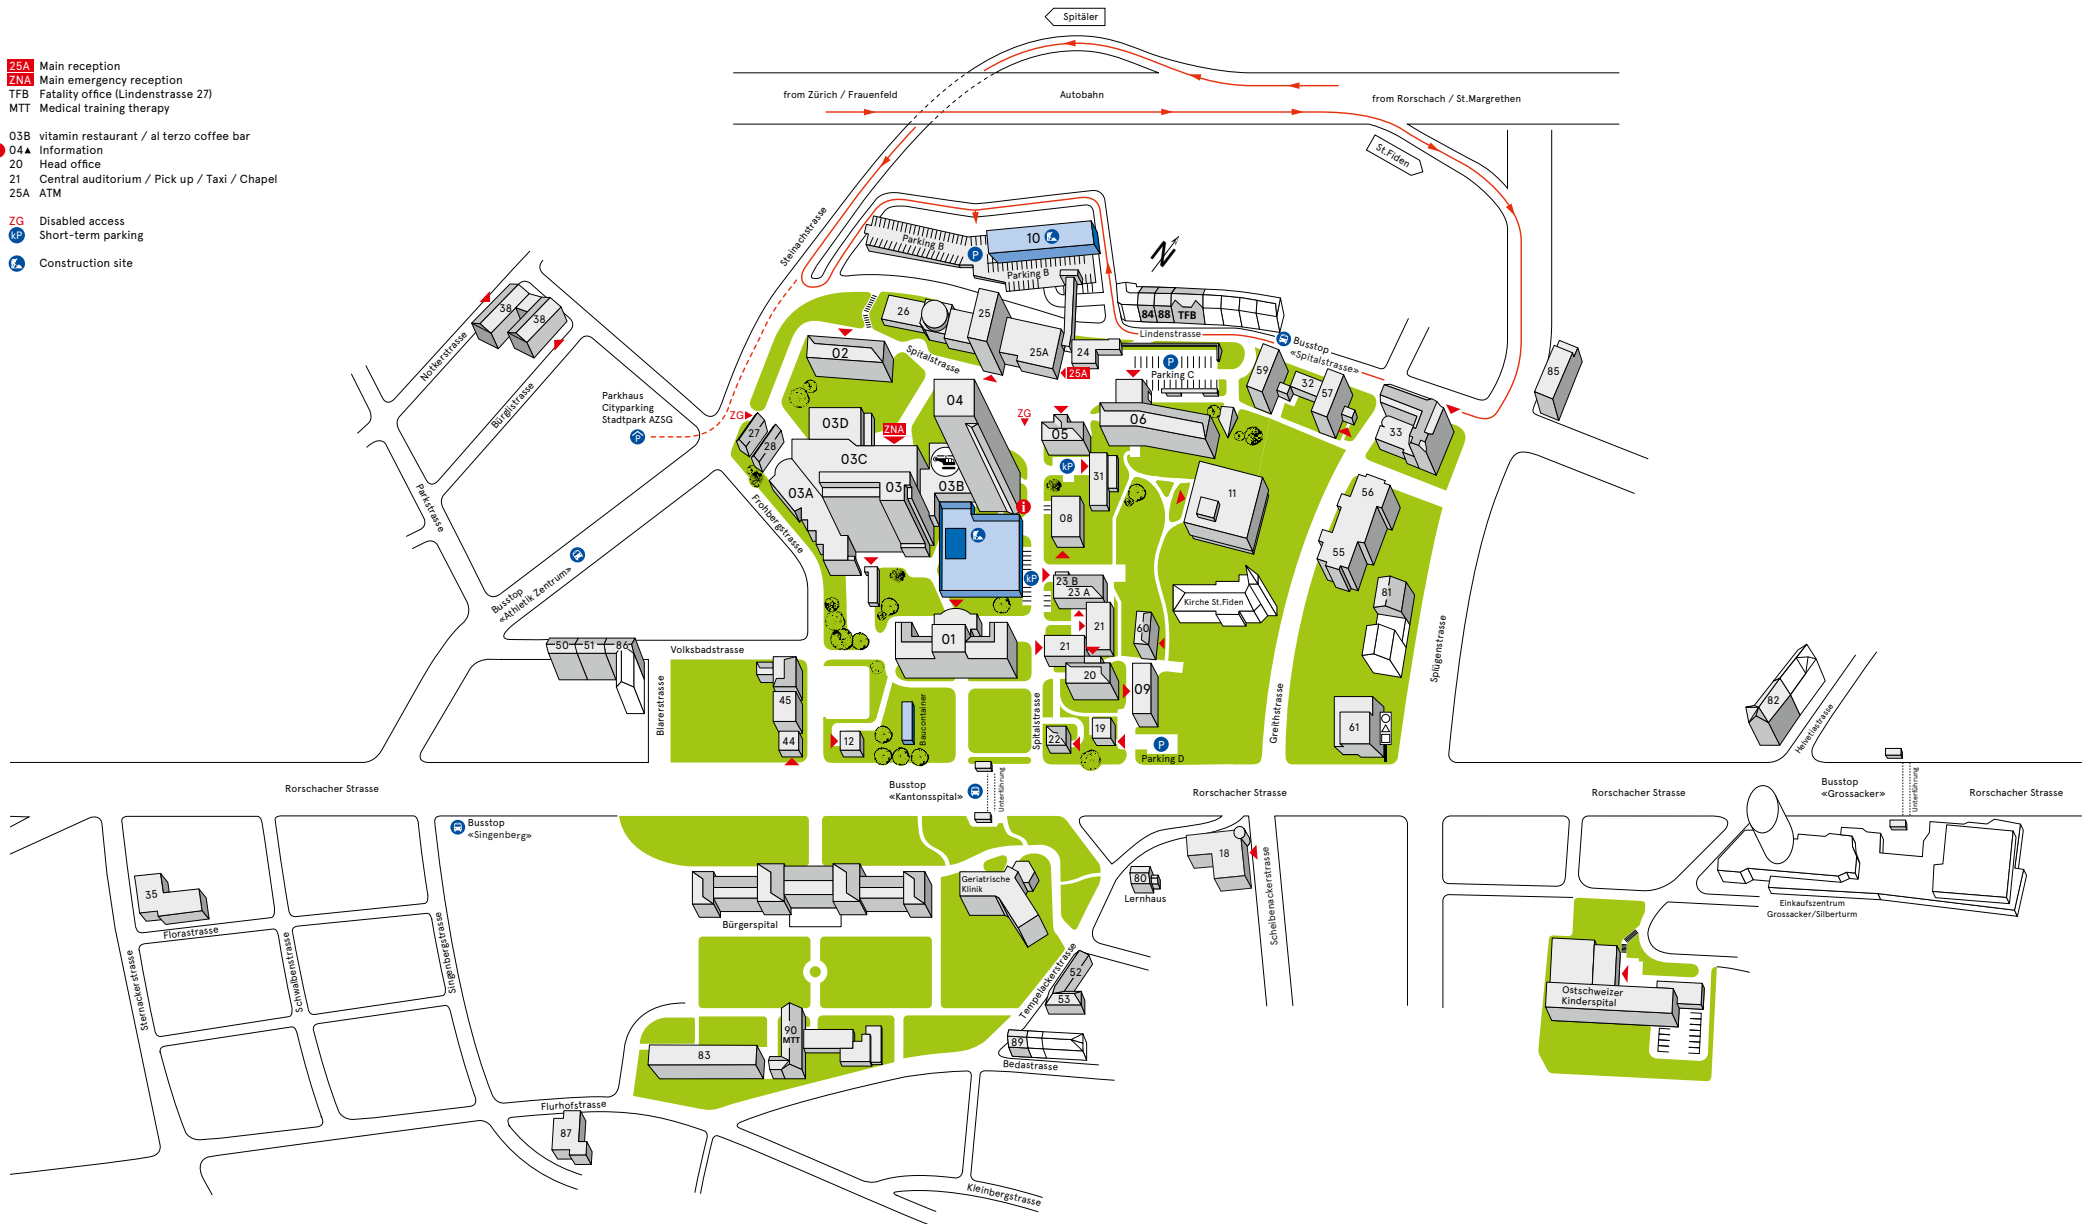 Spitäler
25A Main reception
ZNA Main emergency reception
TFB Fatality office (Lindenstrasse 27)
MTT Medical training therapy
03B vitamin restaurant / al terzo coffee bar
04▲ Information
20 Head office
21 Central auditorium / Pick up / Taxi / Chapel
25A ATM
ZG Disabled access
kP Short-term parking
Construction site
from Zürich / Frauenfeld
Autobahn
from Rorschach / St.Margrethen
St.Fiden
Steinachstrasse
Parking B
P
10
Parking B
N
38
38
Notkerstrasse
Bürglistrasse
Parkstrasse
26
25
25A
24
84 88 TFB
Lindenstrasse
Busstop
«Spitalstrasse»
02
Spitalstrasse
25A
P
Parking C
59
32
57
85
33
Parkhaus
Cityparking
Stadtpark AZSG
P
ZG
27
28
03D
ZNA
04
ZG
05
06
03C
03A
03
03B
kP
31
11
i
08
56
55
Frohbergstrasse
Busstop
«Athletik Zentrum»
kP
23 B
23 A
21
21
60
Kirche St.Fiden
81
01
20
09
50 51 86
Volksbadstrasse
Blarerstrasse
45
44
12
Baucontainer
Spitalstrasse
22
19
P
Parking D
Greithstrasse
61
Splügenstrasse
82
Helvetiastrasse
Rorschacher Strasse
Busstop
«Kantonsspital»
Unterführung
Rorschacher Strasse
Rorschacher Strasse
Busstop
«Grossacker»
Unterführung
Rorschacher Strasse
Busstop
«Singenberg»
35
Florastrasse
Sternackerstrasse
Schwalbenstrasse
Singenbergstrasse
Bürgerspital
Geriatrische
Klinik
80
Lernhaus
18
Scheibenackerstrasse
Einkaufszentrum
Grossacker/Silberturm
Tempelackerstrasse
52
53
89
Bedastrasse
Ostschweizer
Kinderspital
83
90
MTT
Flurhofstrasse
87
Kleinbergstrasse